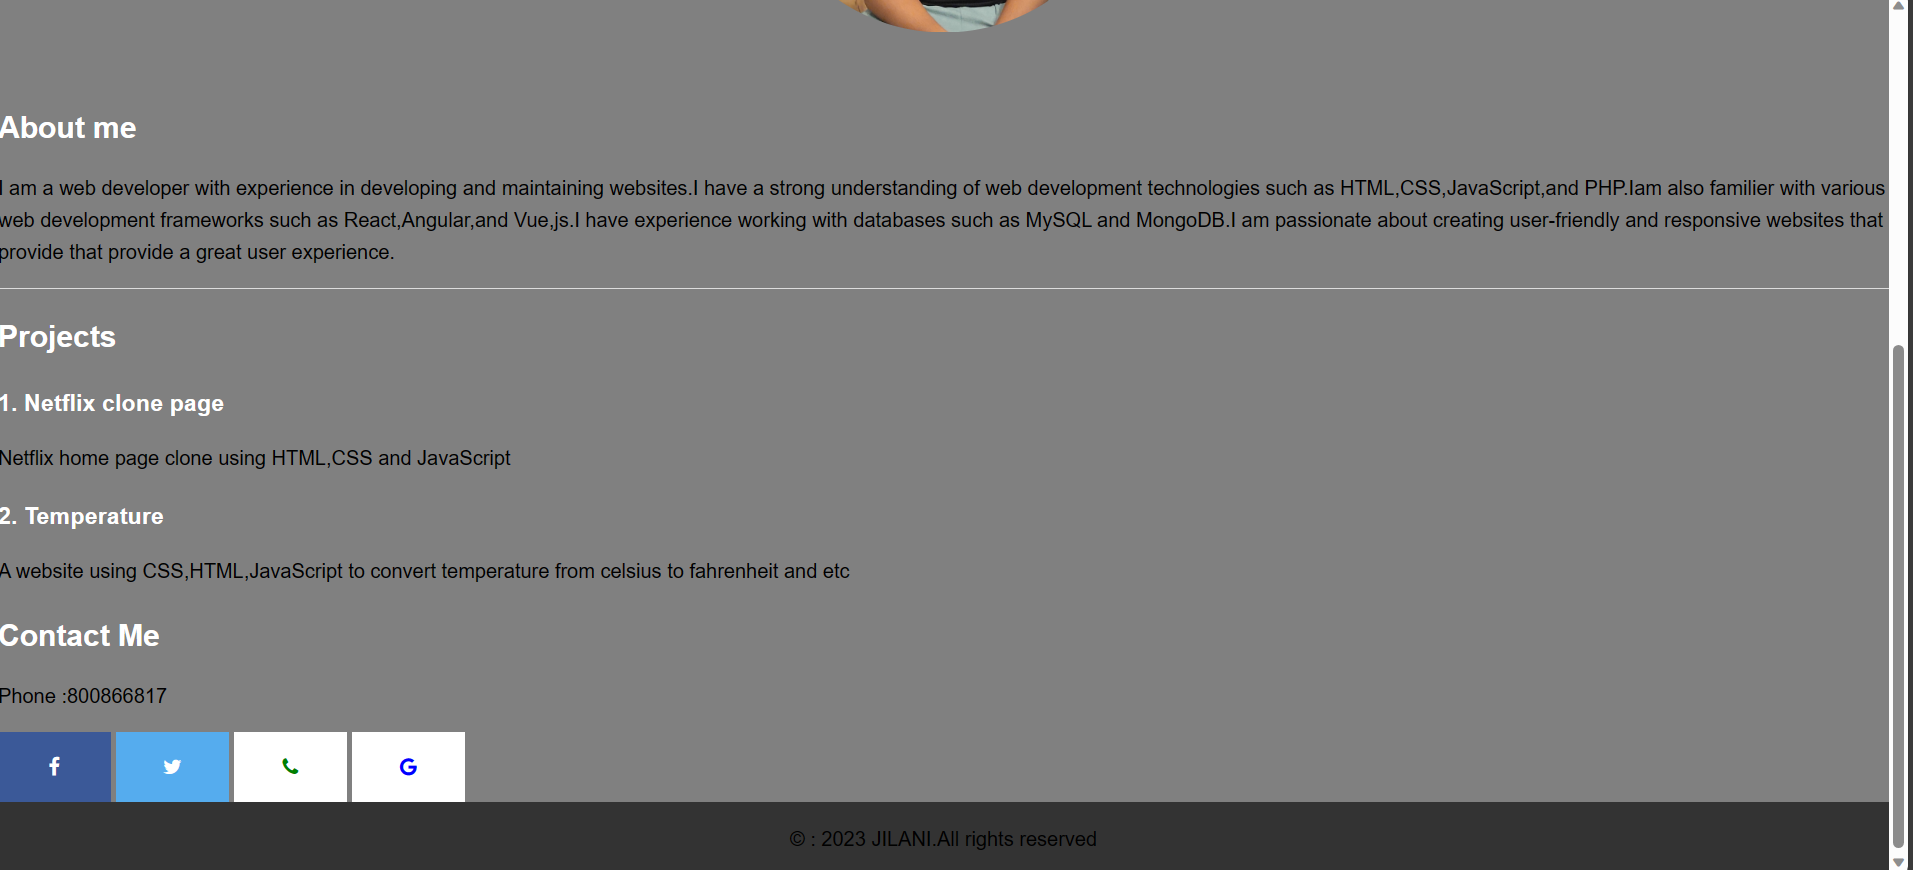 About me
I am a web developer with experience in developing and maintaining websites.I have a strong understanding of web development technologies such as HTML,CSS,JavaScript,and PHP.Iam also familier with various
web development frameworks such as React,Angular,and Vue,js.I have experience working with databases such as MySQL and MongoDB.I am passionate about creating user-friendly and responsive websites that
provide that provide a great user experience.
Projects
1. Netflix clone page
Netflix home page clone using HTML,CSS and JavaScript
2. Temperature
A website using CSS,HTML,JavaScript to convert temperature from celsius to fahrenheit and etc
Contact Me
Phone :800866817
© : 2023 JILANI.All rights reserved